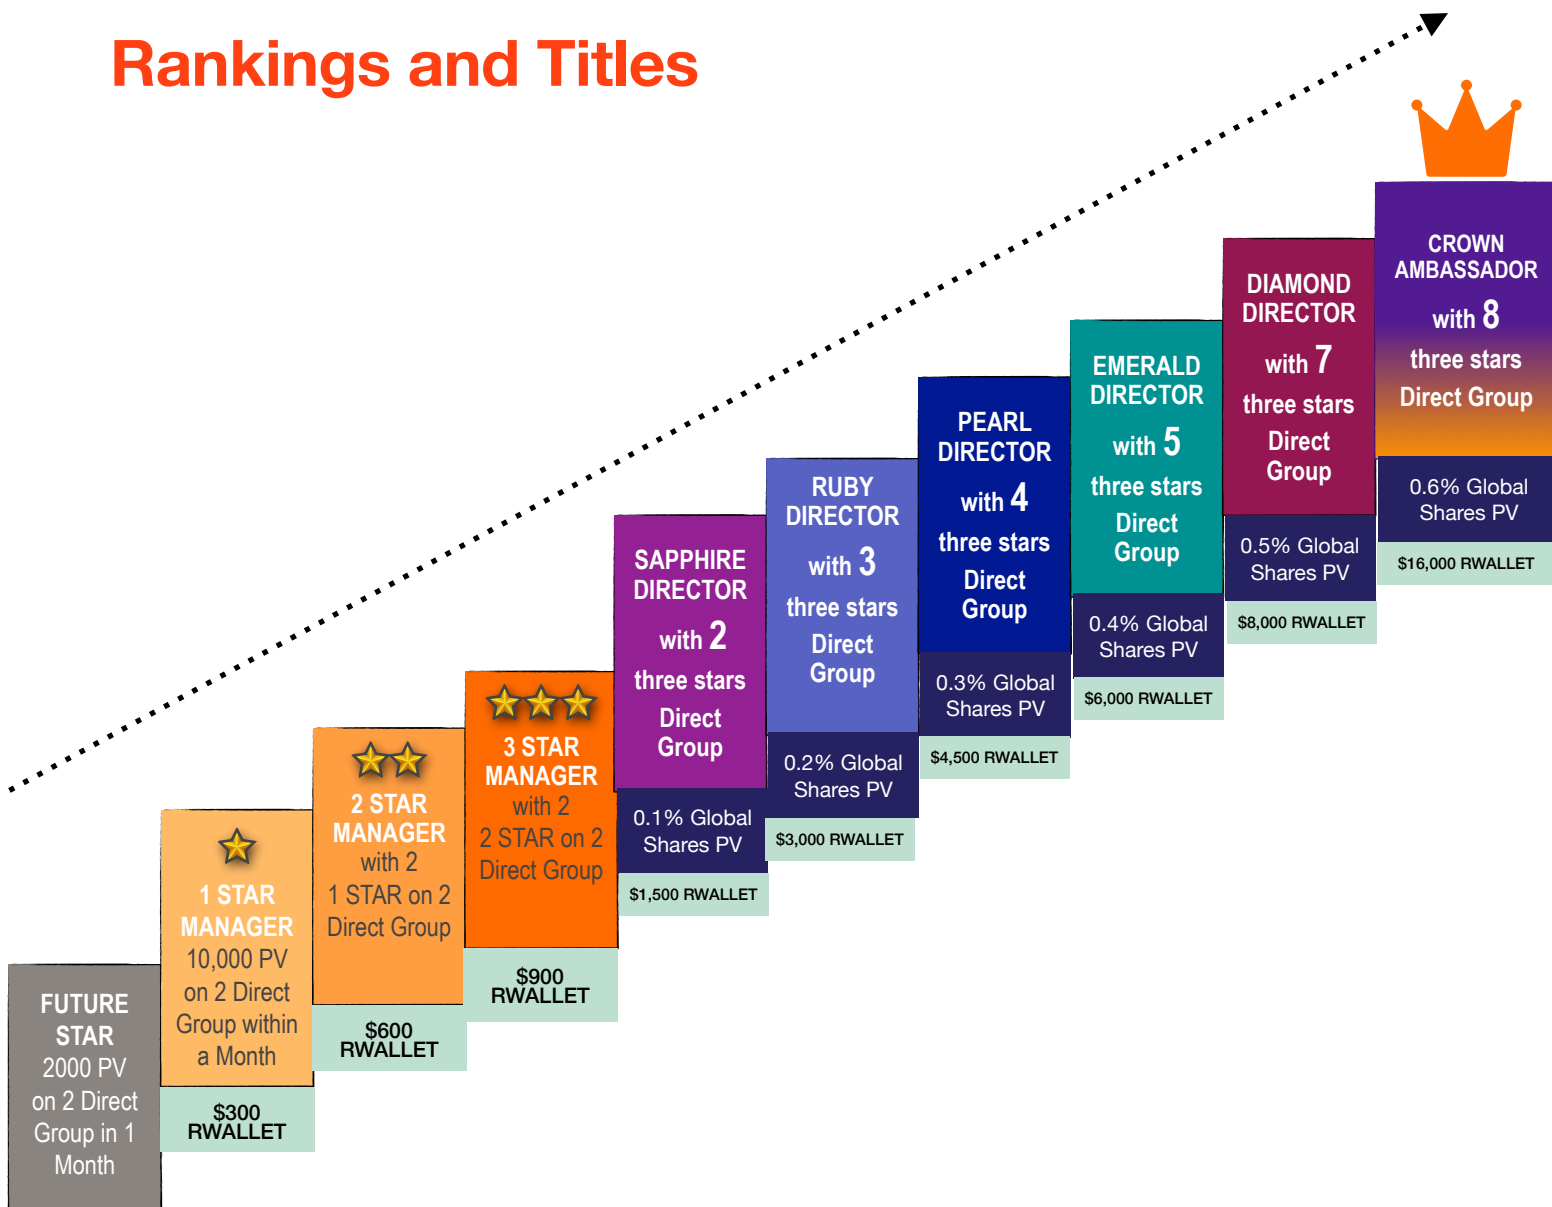 Rankings and Titles
FUTURE
STAR
2000 PV
on 2 Direct
Group in 1
Month
1 STAR
MANAGER
10,000 PV
on 2 Direct
Group within
a Month
$300
RWALLET
2 STAR
MANAGER
with 2
1 STAR on 2
Direct Group
$600
RWALLET
3 STAR
MANAGER
with 2
2 STAR on 2
Direct Group
$900
RWALLET
SAPPHIRE
DIRECTOR
with 2
three stars
Direct
Group
0.1% Global
Shares PV
$1,500 RWALLET
RUBY
DIRECTOR
with 3
three stars
Direct
Group
0.2% Global
Shares PV
$3,000 RWALLET
PEARL
DIRECTOR
with 4
three stars
Direct
Group
0.3% Global
Shares PV
$4,500 RWALLET
EMERALD
DIRECTOR
with 5
three stars
Direct
Group
0.4% Global
Shares PV
$6,000 RWALLET
DIAMOND
DIRECTOR
with 7
three stars
Direct
Group
0.5% Global
Shares PV
$8,000 RWALLET
CROWN
AMBASSADOR
with 8
three stars
Direct Group
0.6% Global
Shares PV
$16,000 RWALLET